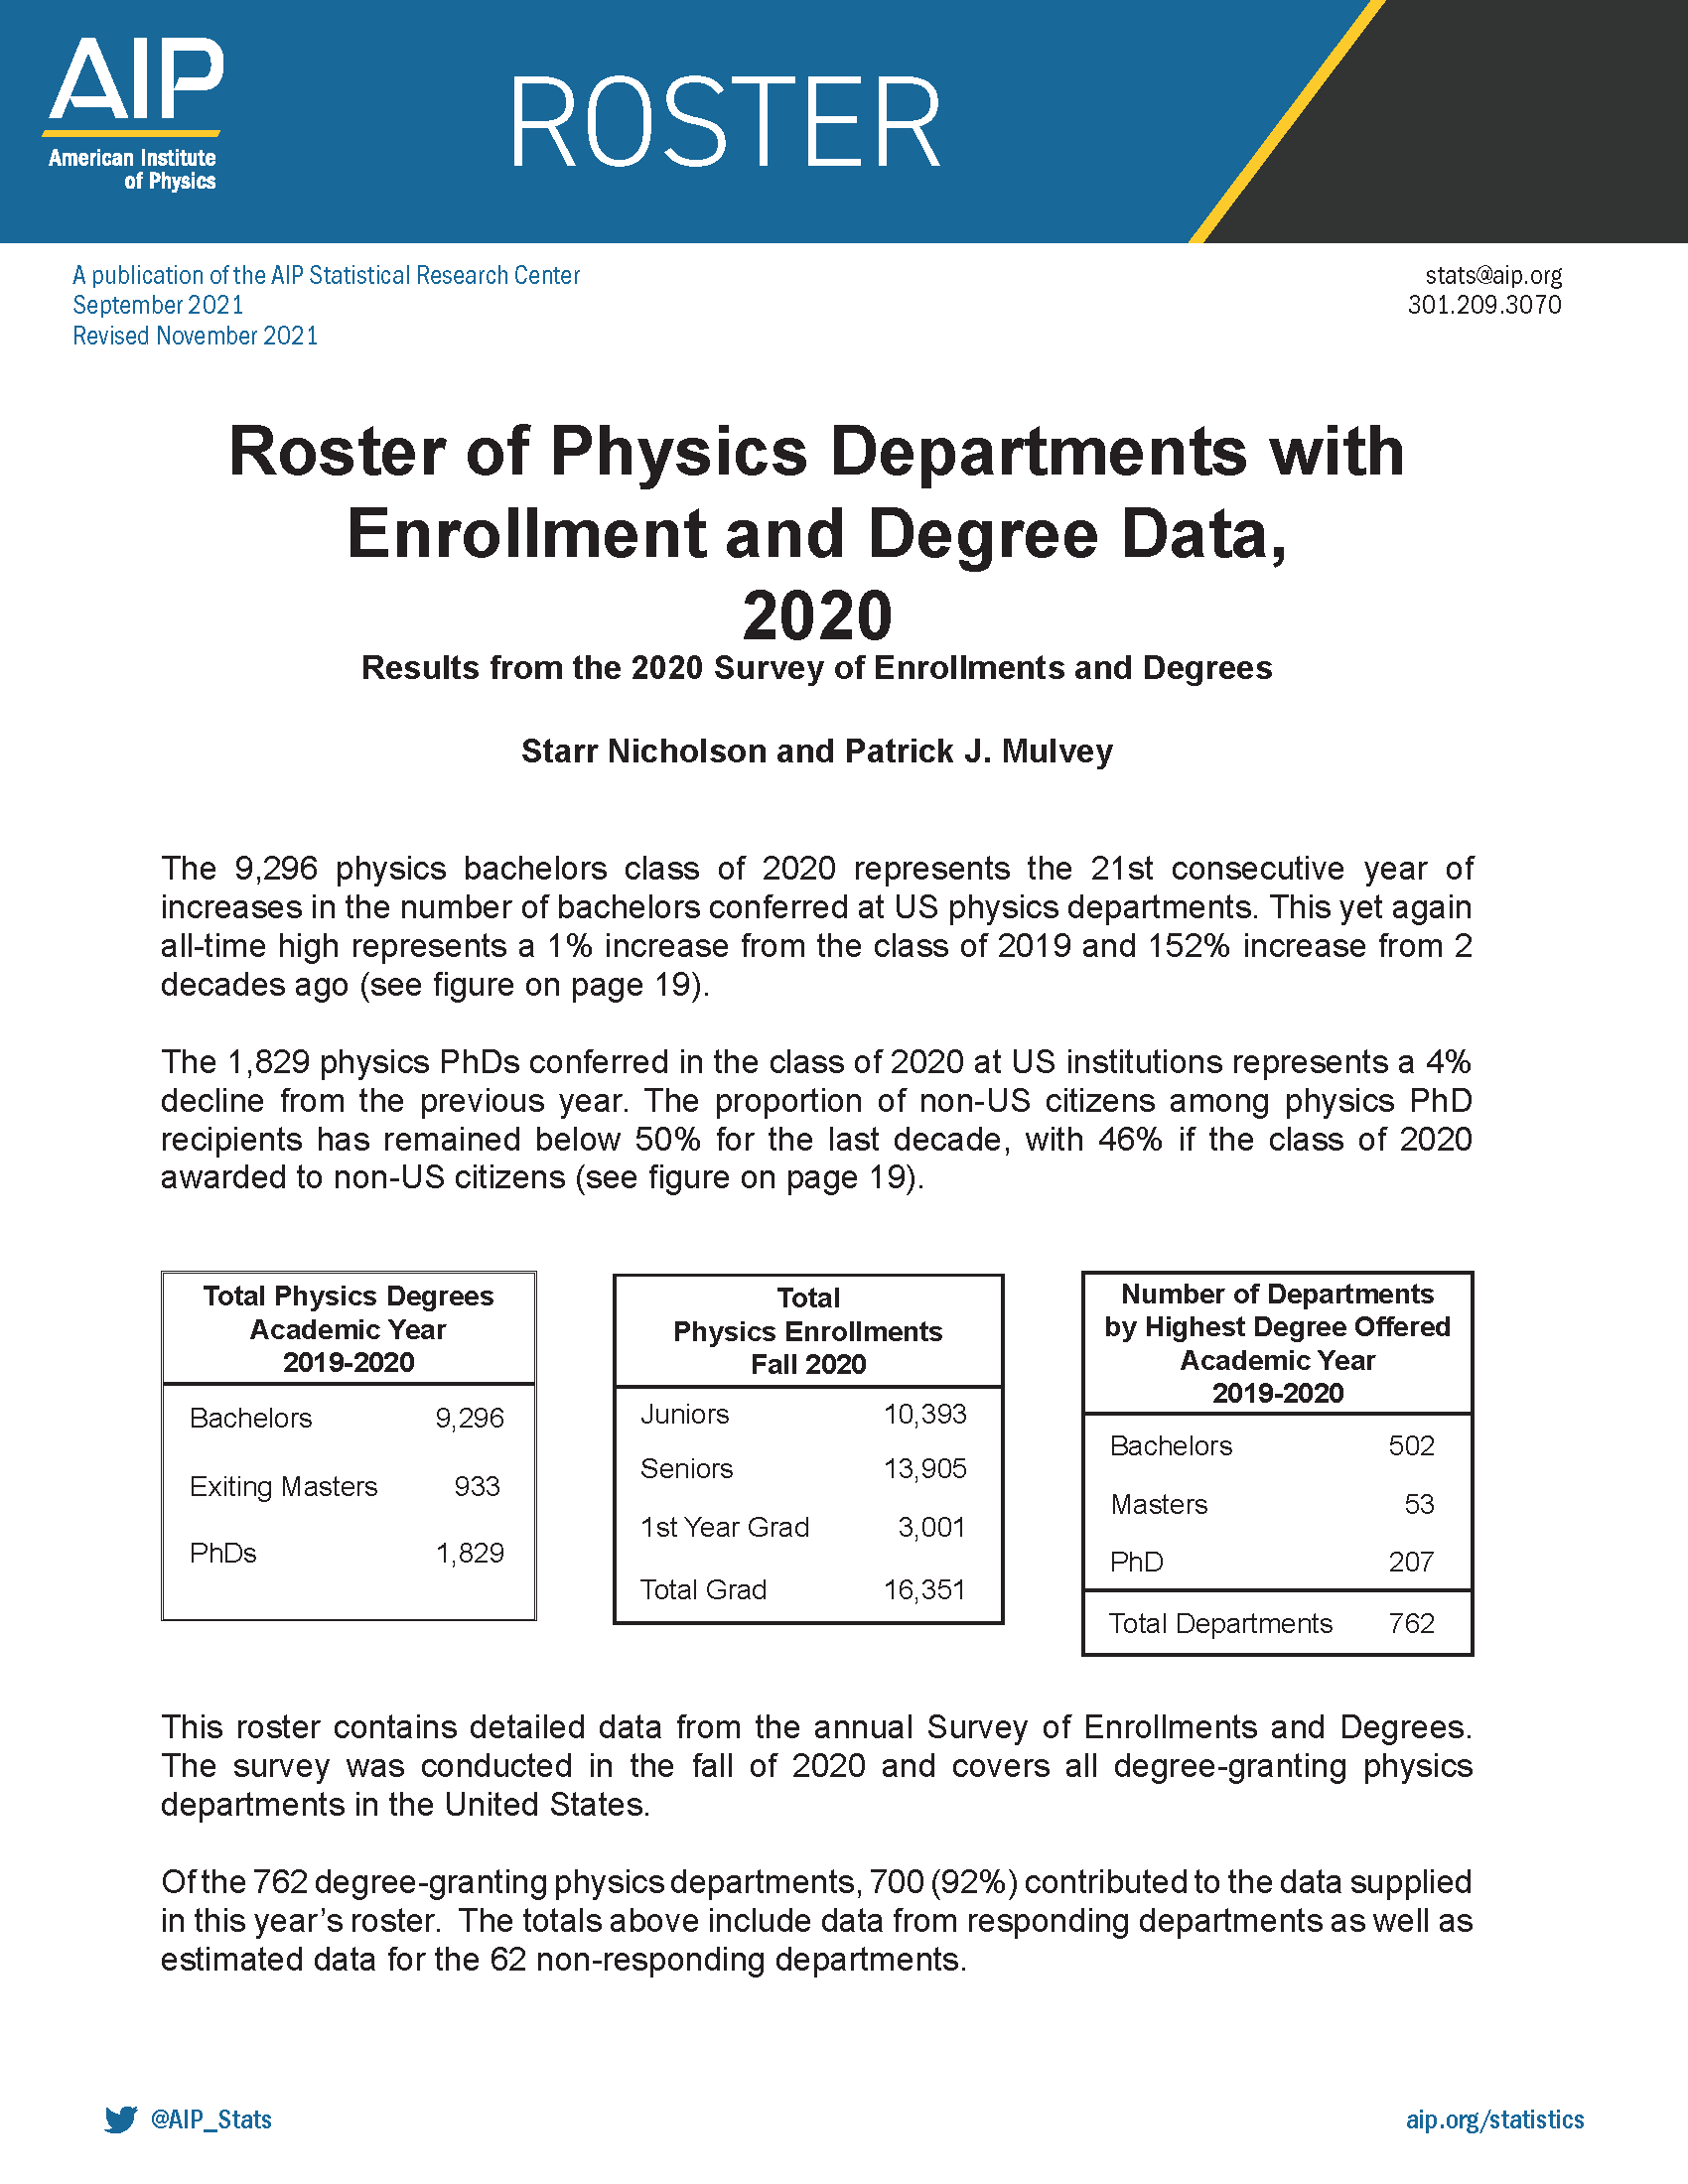 AIP
American Institute
of Physics
ROSTER
A publication of the AIP Statistical Research Center
September 2021
Revised November 2021
stats@aip.org
301.209.3070
Roster of Physics Departments with
Enrollment and Degree Data,
2020
Results from the 2020 Survey of Enrollments and Degrees
Starr Nicholson and Patrick J. Mulvey
The 9,296 physics bachelors class of 2020 represents the 21st consecutive year of
increases in the number of bachelors conferred at US physics departments. This yet again
all-time high represents a 1% increase from the class of 2019 and 152% increase from 2
decades ago (see figure on page 19).
The 1,829 physics PhDs conferred in the class of 2020 at US institutions represents a 4%
decline from the previous year. The proportion of non-US citizens among physics PhD
recipients has remained below 50% for the last decade, with 46% if the class of 2020
awarded to non-US citizens (see figure on page 19).
Total Physics Degrees
Academic Year
2019-2020
Bachelors 9,296
Exiting Masters 933
PhDs 1,829
Total
Physics Enrollments
Fall 2020
Juniors 10,393
Seniors 13,905
1st Year Grad 3,001
Total Grad 16,351
Number of Departments
by Highest Degree Offered
Academic Year
2019-2020
Bachelors 502
Masters 53
PhD 207
Total Departments 762
This roster contains detailed data from the annual Survey of Enrollments and Degrees.
The survey was conducted in the fall of 2020 and covers all degree-granting physics
departments in the United States.
Of the 762 degree-granting physics departments, 700 (92%) contributed to the data supplied
in this year’s roster.  The totals above include data from responding departments as well as
estimated data for the 62 non-responding departments.
@AIP_Stats
aip.org/statistics